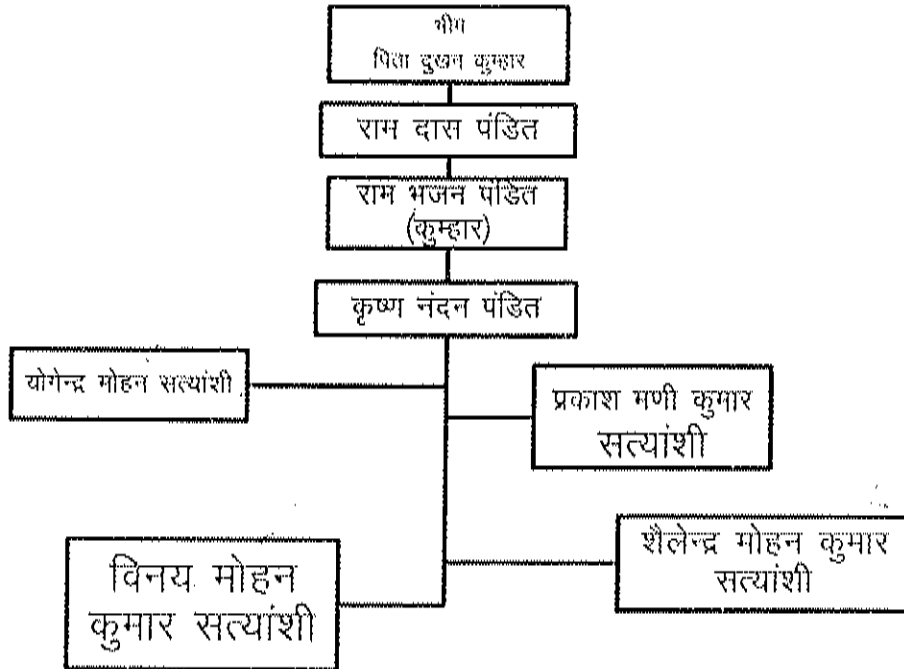 भीम
पिता दुखन कुम्हार
राम दास पंडित
राम भजन पंडित
(कुम्हार)
कृष्ण नंदन पंडित
योगेन्द्र मोहन सत्यांशी
प्रकाश मणी कुमार
सत्यांशी
विनय मोहन
कुमार सत्यांशी
शैलेन्द्र मोहन कुमार
सत्यांशी